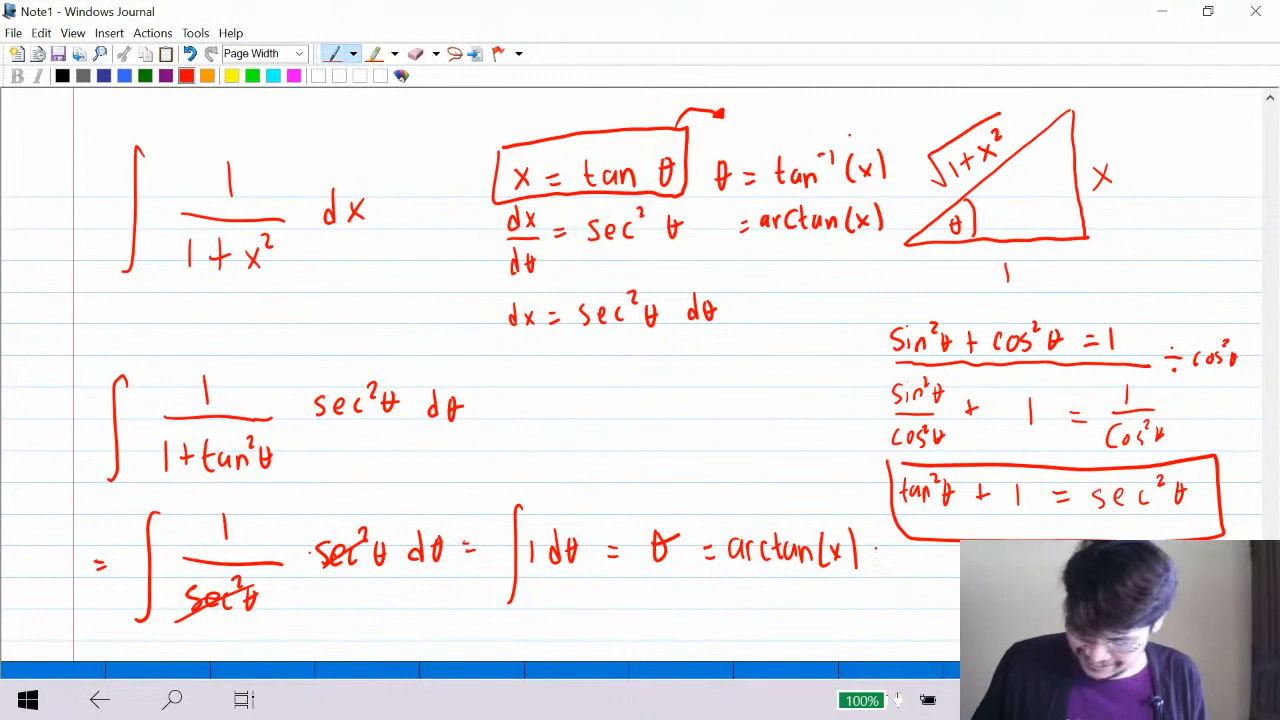 Note1 - Windows Journal
File Edit View Insert Actions Tools Help
Page Width
B I
∫ 1/(1 + x²) dx
x = tan θ
θ = tan⁻¹(x)
= arctan(x)
dx/dθ = sec² θ
dx = sec²θ dθ
√1+x²
x
θ
1
sin²θ + cos²θ = 1
÷ cos²θ
sin²θ/cos²θ + 1 = 1/cos²θ
tan²θ + 1 = sec²θ
∫ 1/(1+tan²θ) sec²θ dθ
= ∫ 1/sec²θ · sec²θ dθ = ∫ 1 dθ = θ = arctan(x)
100%